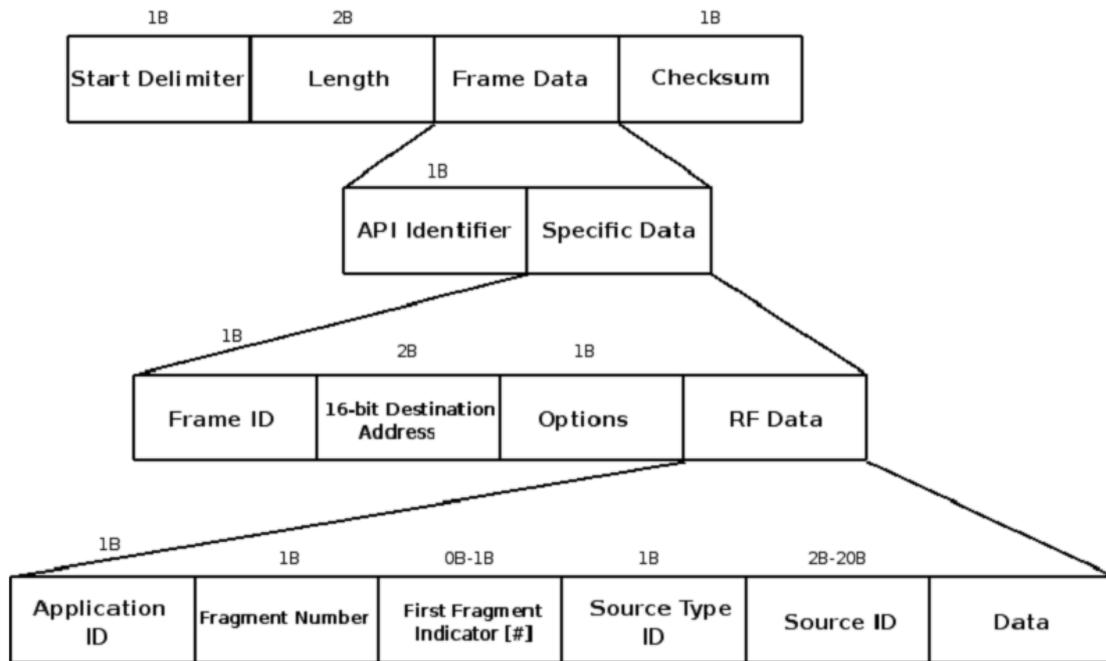 1B 2B 1B
Start Delimiter Length Frame Data Checksum
1B
API Identifier Specific Data
1B
2B 1B
Frame ID 16-bit Destination Address Options RF Data
1B 1B 0B-1B 1B 2B-20B
Application ID Fragment Number First Fragment Indicator [#] Source Type ID Source ID Data